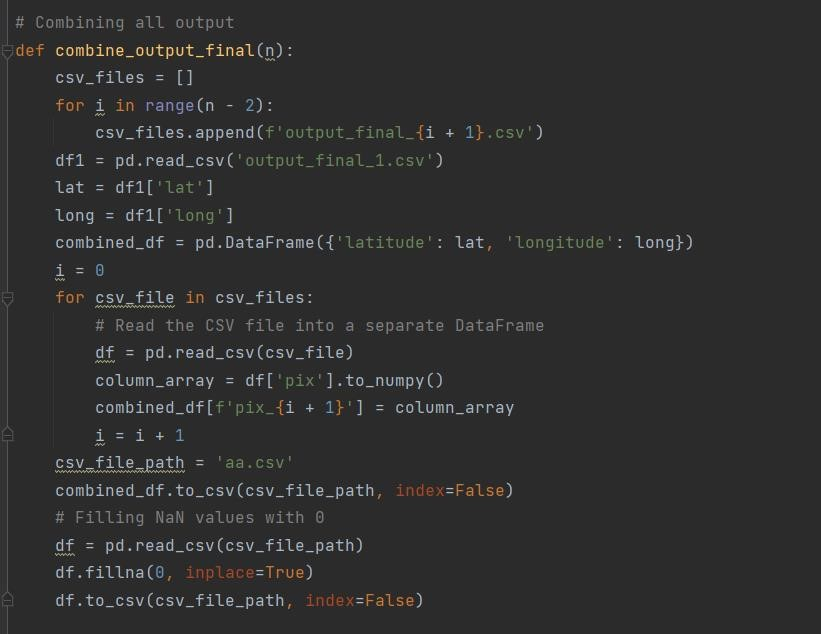 # Combining all output
def combine_output_final(n):
    csv_files = []
    for i in range(n - 2):
        csv_files.append(f'output_final_{i + 1}.csv')
    df1 = pd.read_csv('output_final_1.csv')
    lat = df1['lat']
    long = df1['long']
    combined_df = pd.DataFrame({'latitude': lat, 'longitude': long})
    i = 0
    for csv_file in csv_files:
        # Read the CSV file into a separate DataFrame
        df = pd.read_csv(csv_file)
        column_array = df['pix'].to_numpy()
        combined_df[f'pix_{i + 1}'] = column_array
        i = i + 1
    csv_file_path = 'aa.csv'
    combined_df.to_csv(csv_file_path, index=False)
    # Filling NaN values with 0
    df = pd.read_csv(csv_file_path)
    df.fillna(0, inplace=True)
    df.to_csv(csv_file_path, index=False)